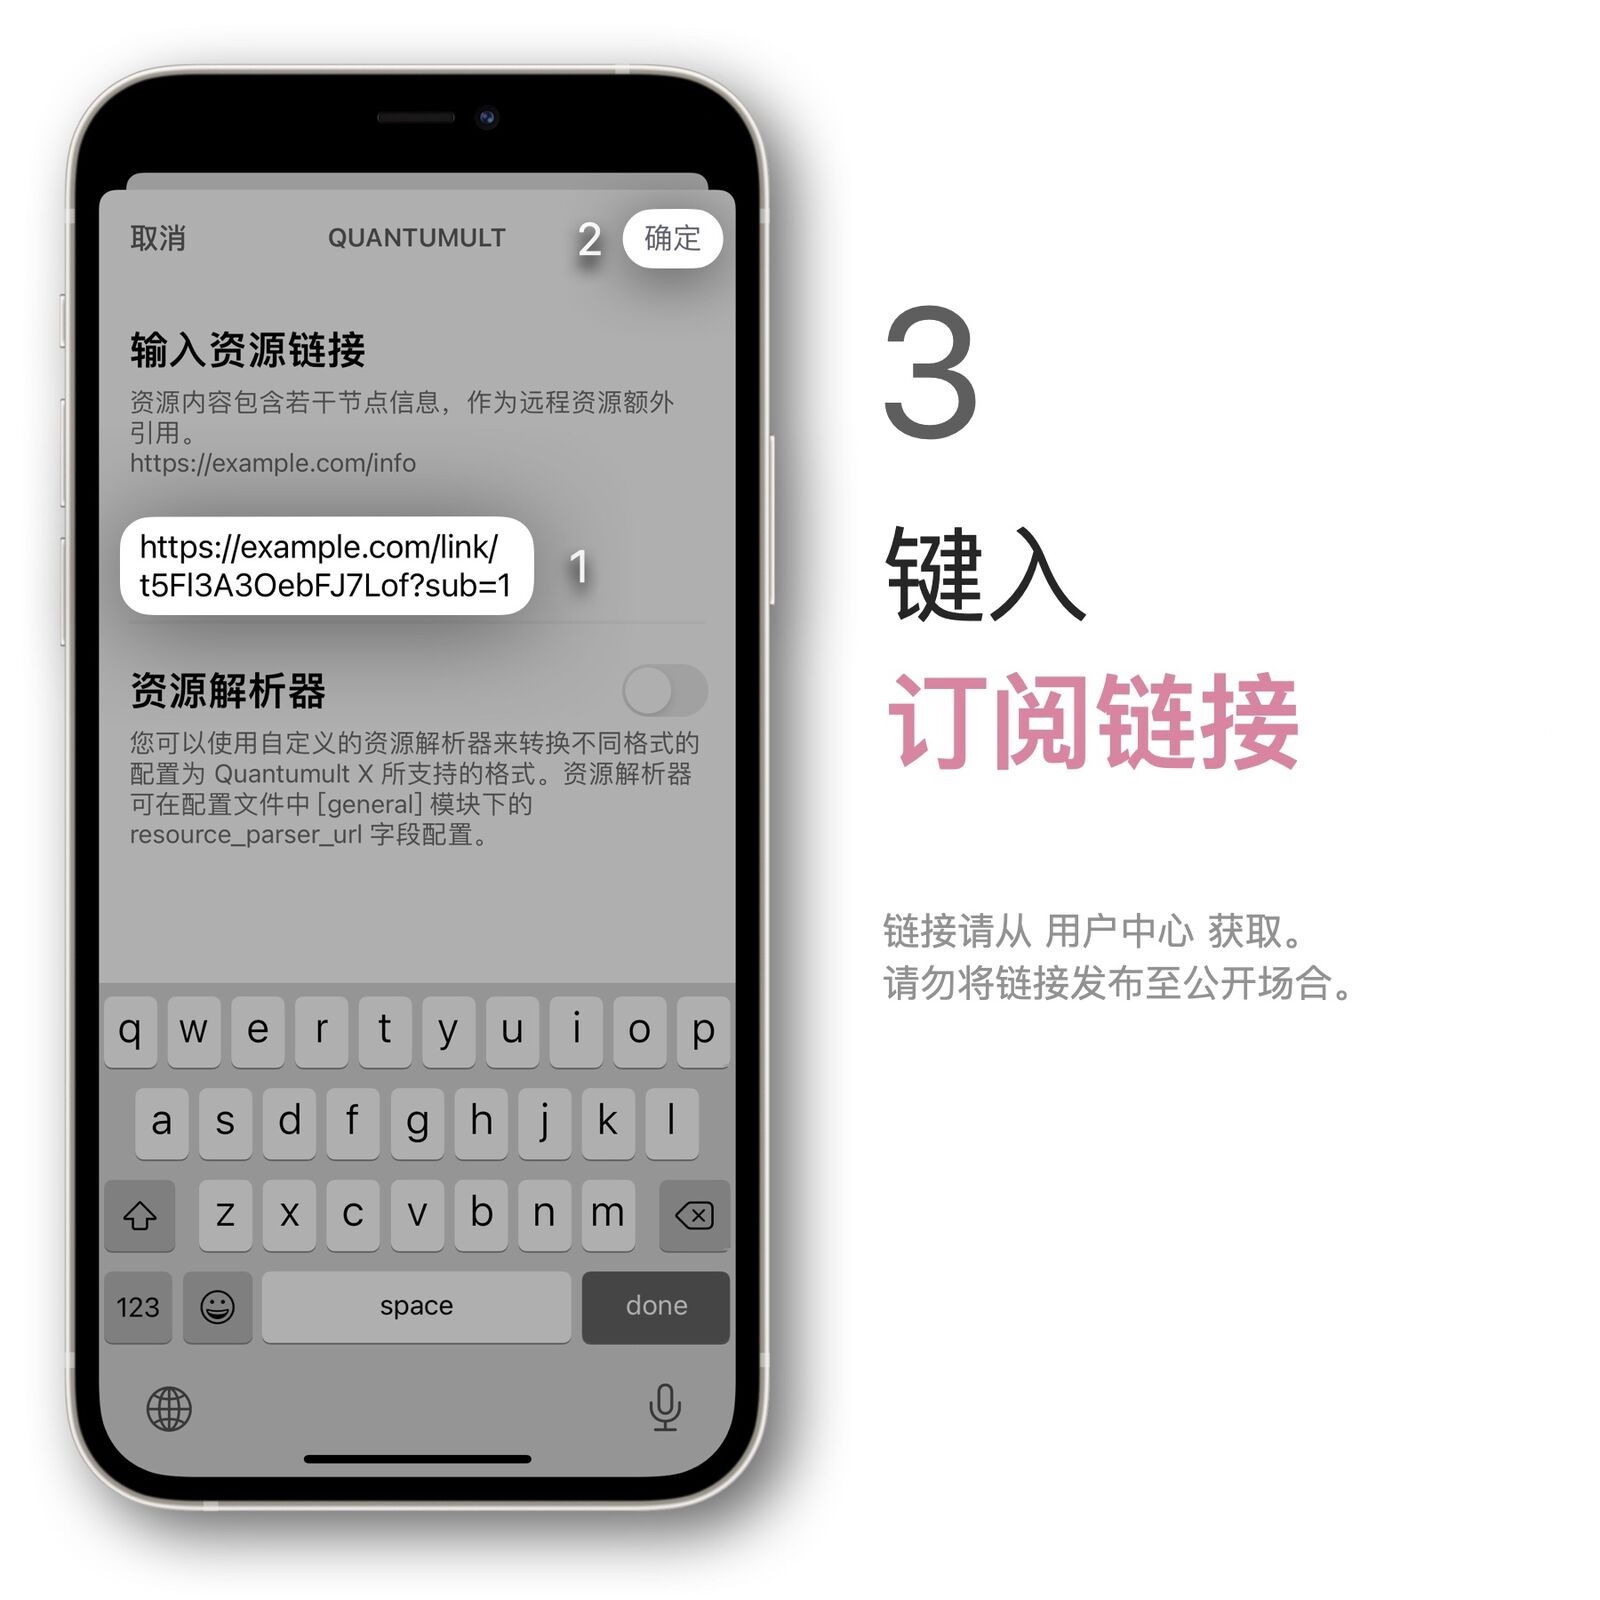 取消
QUANTUMULT
2
确定
输入资源链接
资源内容包含若干节点信息，作为远程资源额外
引用。
https://example.com/info
https://example.com/link/
t5Fl3A3OebFJ7Lof?sub=1
1
资源解析器
您可以使用自定义的资源解析器来转换不同格式的
配置为 Quantumult X 所支持的格式。资源解析器
可在配置文件中 [general] 模块下的
resource_parser_url 字段配置。
q w e r t y u i o p
a s d f g h j k l
z x c v b n m
123 space done
3
键入
订阅链接
链接请从 用户中心 获取。
请勿将链接发布至公开场合。